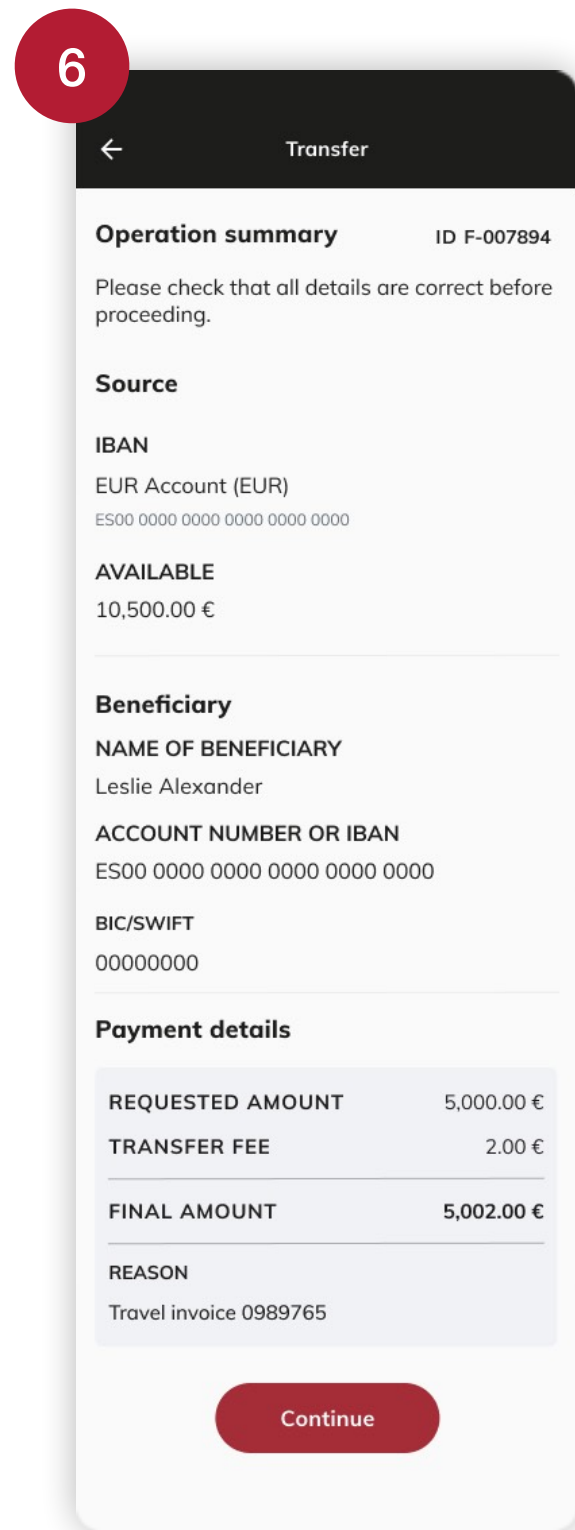 6
Transfer
Operation summary ID F-007894
Please check that all details are correct before
proceeding.
Source
IBAN
EUR Account (EUR)
ES00 0000 0000 0000 0000 0000
AVAILABLE
10,500.00 €
Beneficiary
NAME OF BENEFICIARY
Leslie Alexander
ACCOUNT NUMBER OR IBAN
ES00 0000 0000 0000 0000 0000
BIC/SWIFT
00000000
Payment details
REQUESTED AMOUNT 5,000.00 €
TRANSFER FEE 2.00 €
FINAL AMOUNT 5,002.00 €
REASON
Travel invoice 0989765
Continue